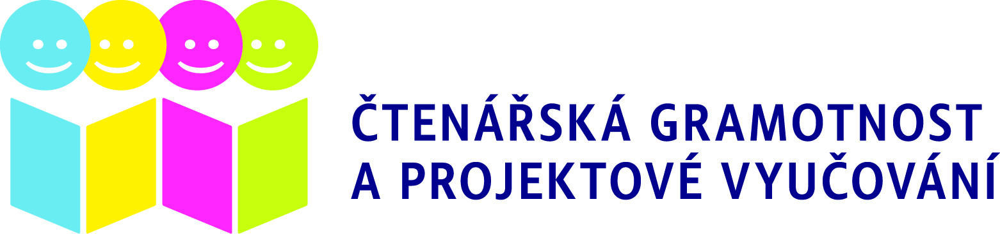 ČTENÁŘSKÁ GRAMOTNOST
A PROJEKTOVÉ VYUČOVÁNÍ